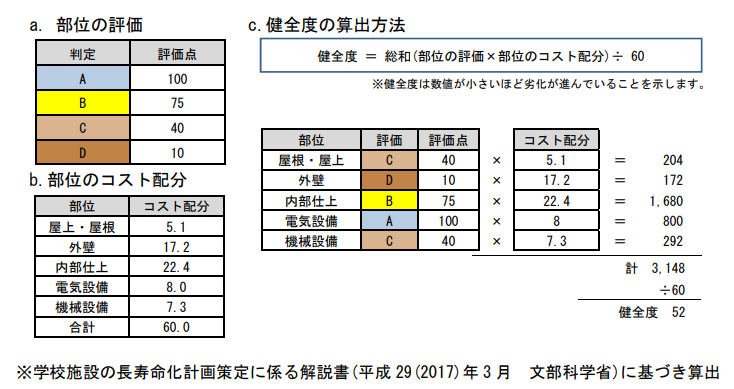 a. 部位の評価
判定 評価点
A 100
B 75
C 40
D 10
b. 部位のコスト配分
部位 コスト配分
屋上・屋根 5.1
外壁 17.2
内部仕上 22.4
電気設備 8.0
機械設備 7.3
合計 60.0
c. 健全度の算出方法
健全度 = 総和(部位の評価×部位のコスト配分)÷ 60
※健全度は数値が小さいほど劣化が進んでいることを示します。
部位 評価 評価点 コスト配分
屋根・屋上 C 40 × 5.1 = 204
外壁 D 10 × 17.2 = 172
内部仕上 B 75 × 22.4 = 1,680
電気設備 A 100 × 8 = 800
機械設備 C 40 × 7.3 = 292
計 3,148
÷60
健全度 52
※学校施設の長寿命化計画策定に係る解説書(平成 29(2017)年3月 文部科学省)に基づき算出